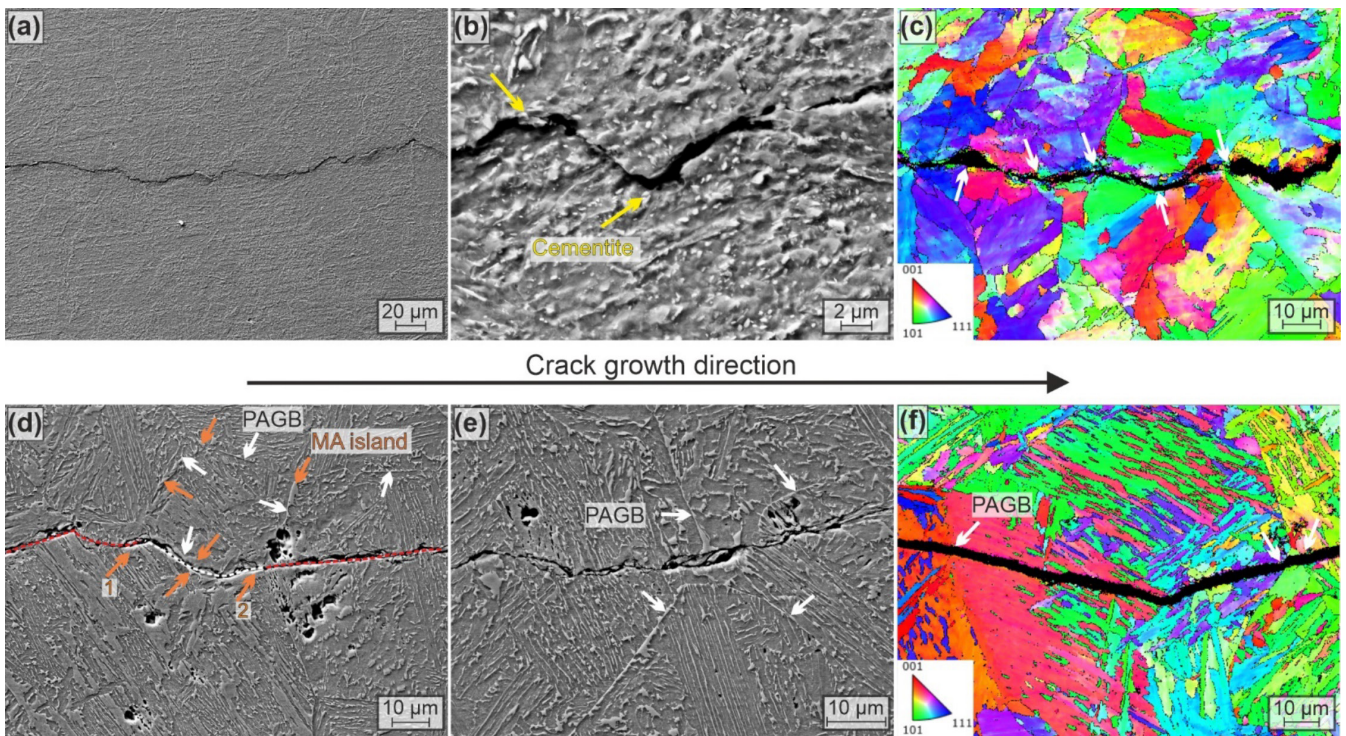 (a)
20 µm
(b)
Cementite
2 µm
(c)
001
101
111
10 µm
Crack growth direction
(d)
PAGB
MA island
1
2
10 µm
(e)
PAGB
10 µm
(f)
PAGB
001
101
111
10 µm